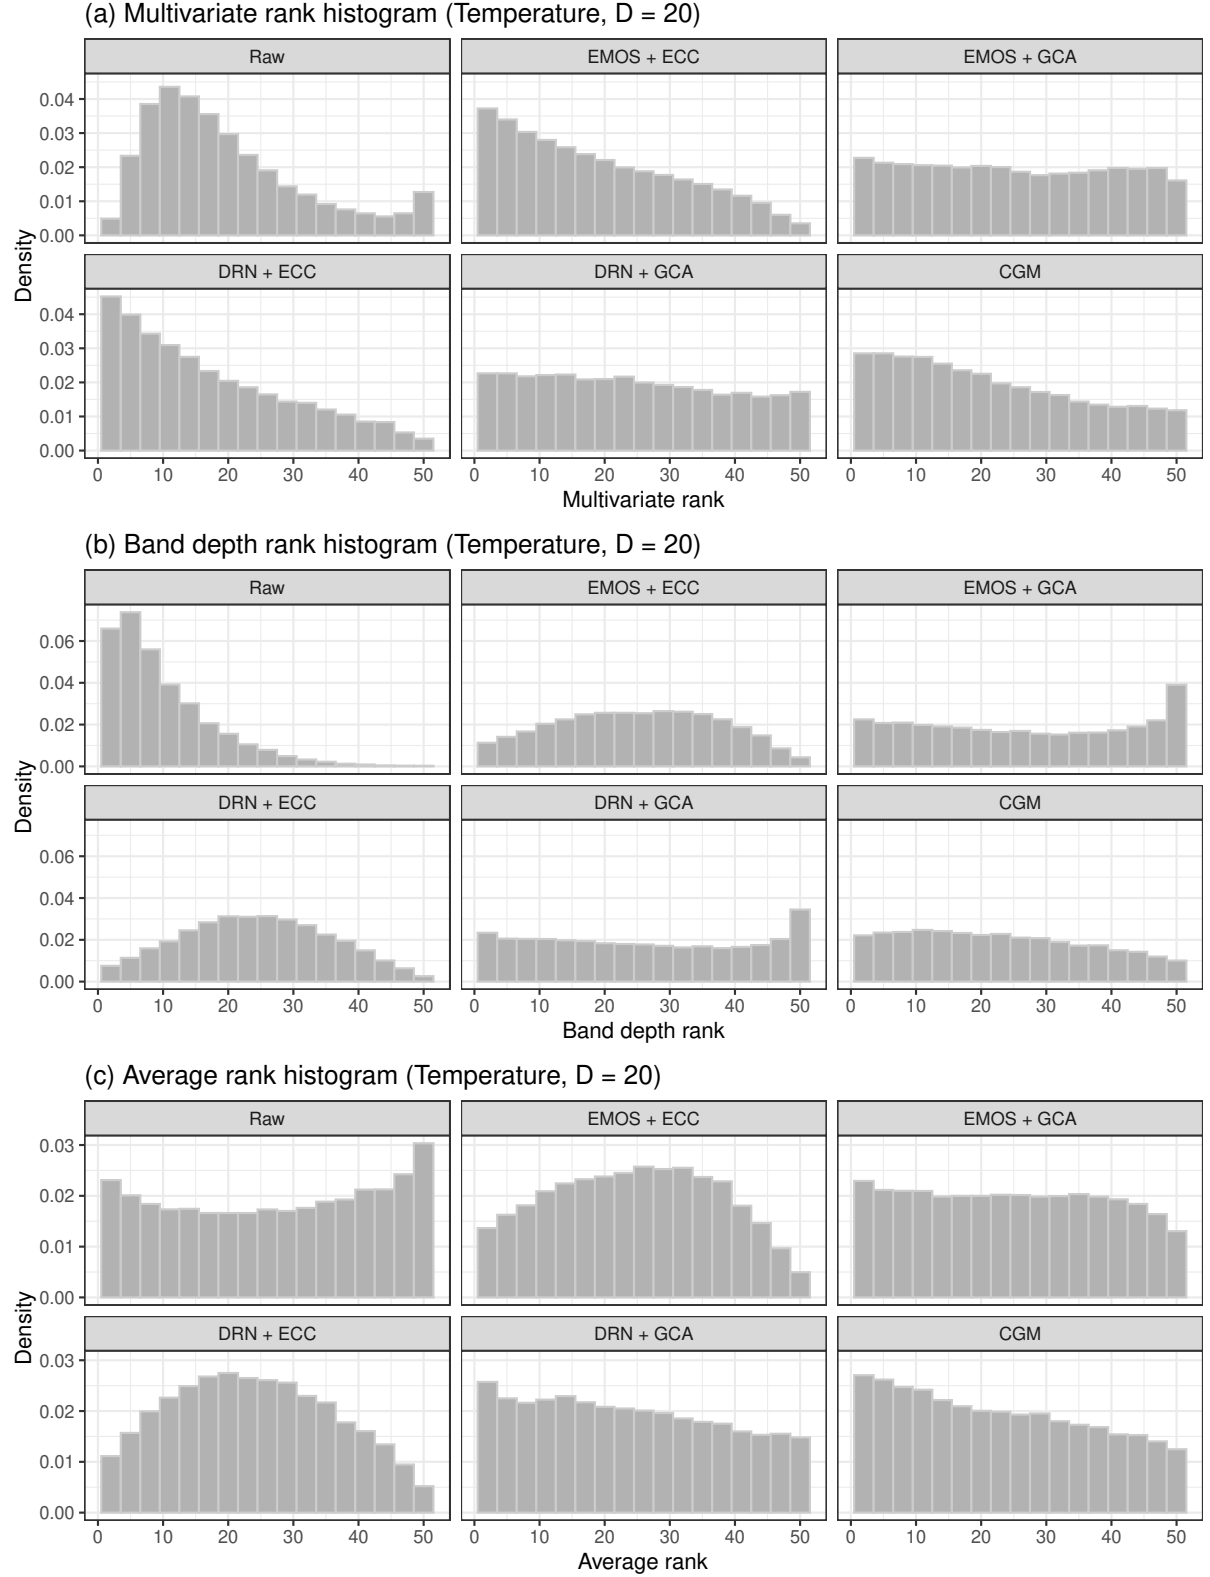 (a) Multivariate rank histogram (Temperature, D = 20)
Raw
EMOS + ECC
EMOS + GCA
0.04
0.03
0.02
0.01
0.00
DRN + ECC
DRN + GCA
CGM
0.04
0.03
0.02
0.01
0.00
Density
0 10 20 30 40 50
0 10 20 30 40 50
0 10 20 30 40 50
Multivariate rank
(b) Band depth rank histogram (Temperature, D = 20)
Raw
EMOS + ECC
EMOS + GCA
0.06
0.04
0.02
0.00
DRN + ECC
DRN + GCA
CGM
0.06
0.04
0.02
0.00
Density
0 10 20 30 40 50
0 10 20 30 40 50
0 10 20 30 40 50
Band depth rank
(c) Average rank histogram (Temperature, D = 20)
Raw
EMOS + ECC
EMOS + GCA
0.03
0.02
0.01
0.00
DRN + ECC
DRN + GCA
CGM
0.03
0.02
0.01
0.00
Density
0 10 20 30 40 50
0 10 20 30 40 50
0 10 20 30 40 50
Average rank